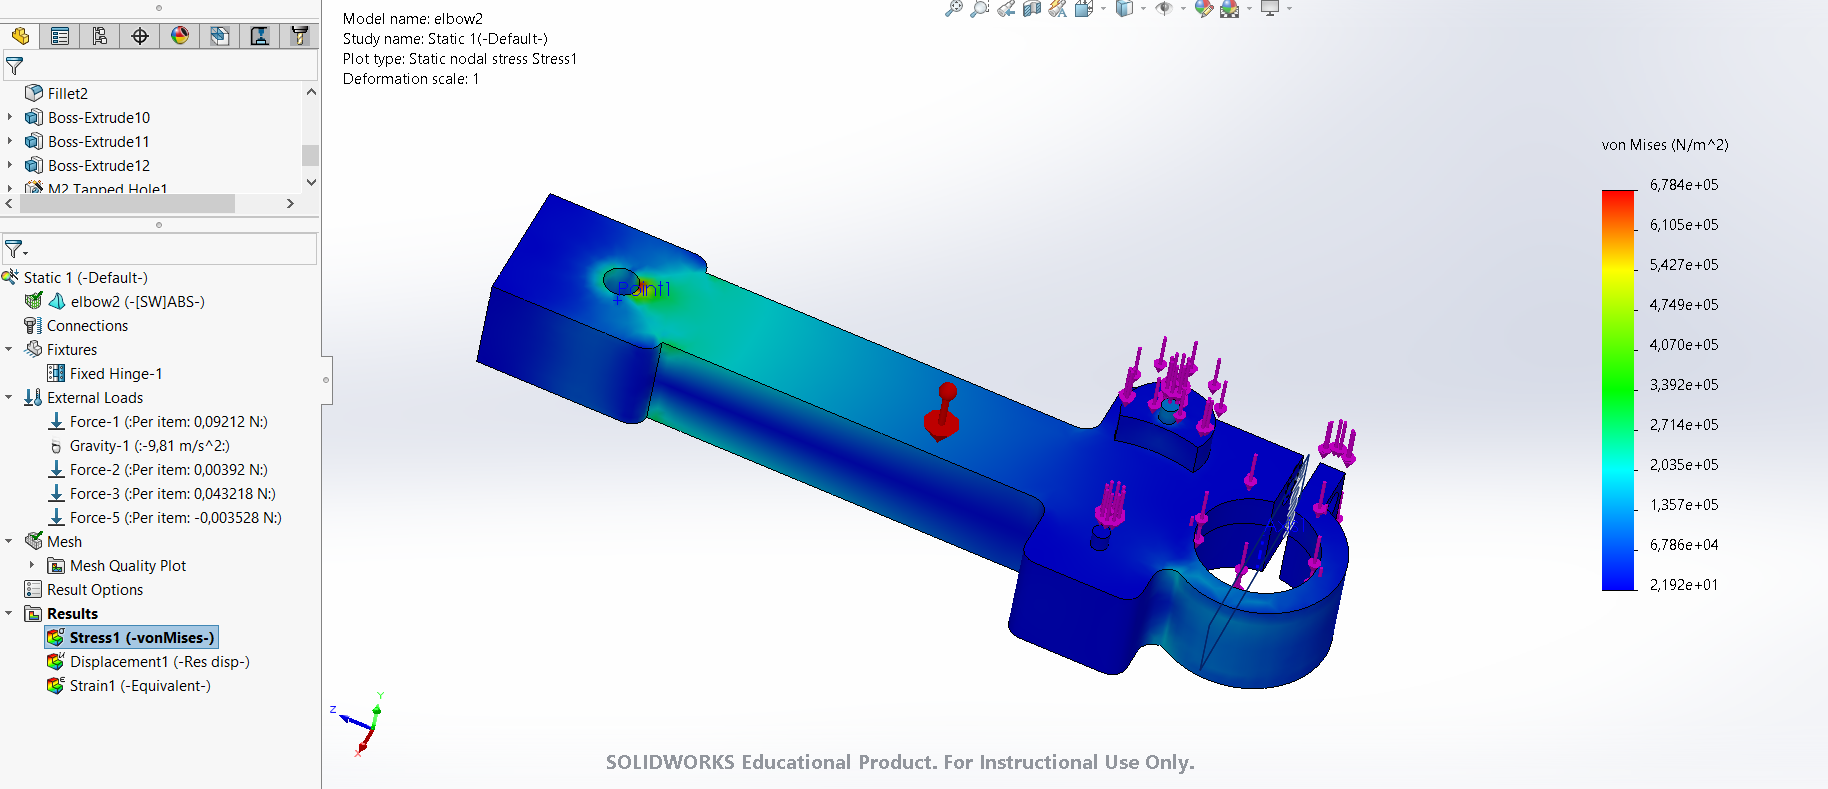 Model name: elbow2
Study name: Static 1(-Default-)
Plot type: Static nodal stress Stress1
Deformation scale: 1
Fillet2
Boss-Extrude10
Boss-Extrude11
Boss-Extrude12
M2 Tapped Hole1
Static 1 (-Default-)
elbow2 (-[SW]ABS-)
Connections
Fixtures
Fixed Hinge-1
External Loads
Force-1 (:Per item: 0,09212 N:)
Gravity-1 (:-9,81 m/s^2:)
Force-2 (:Per item: 0,00392 N:)
Force-3 (:Per item: 0,043218 N:)
Force-5 (:Per item: -0,003528 N:)
Mesh
Mesh Quality Plot
Result Options
Results
Stress1 (-vonMises-)
Displacement1 (-Res disp-)
Strain1 (-Equivalent-)
Point1
von Mises (N/m^2)
6,784e+05
6,105e+05
5,427e+05
4,749e+05
4,070e+05
3,392e+05
2,714e+05
2,035e+05
1,357e+05
6,786e+04
2,192e+01
Y
Z
X
SOLIDWORKS Educational Product. For Instructional Use Only.